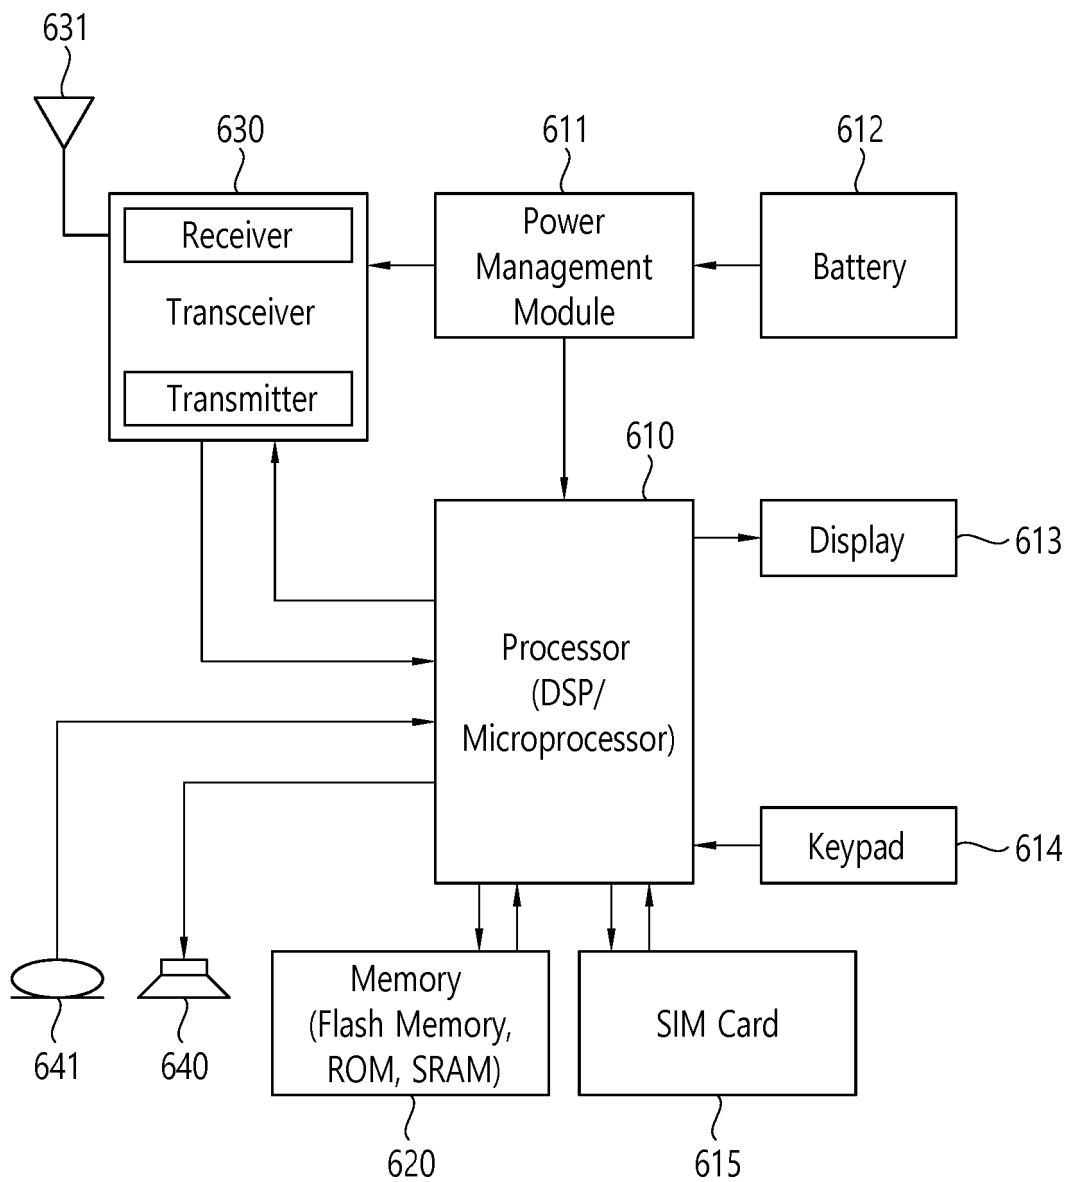 631
630
611
612
Receiver
Transceiver
Transmitter
Power
Management
Module
Battery
610
Display
613
Processor
(DSP/
Microprocessor)
Keypad
614
641
640
Memory
(Flash Memory,
ROM, SRAM)
SIM Card
620
615